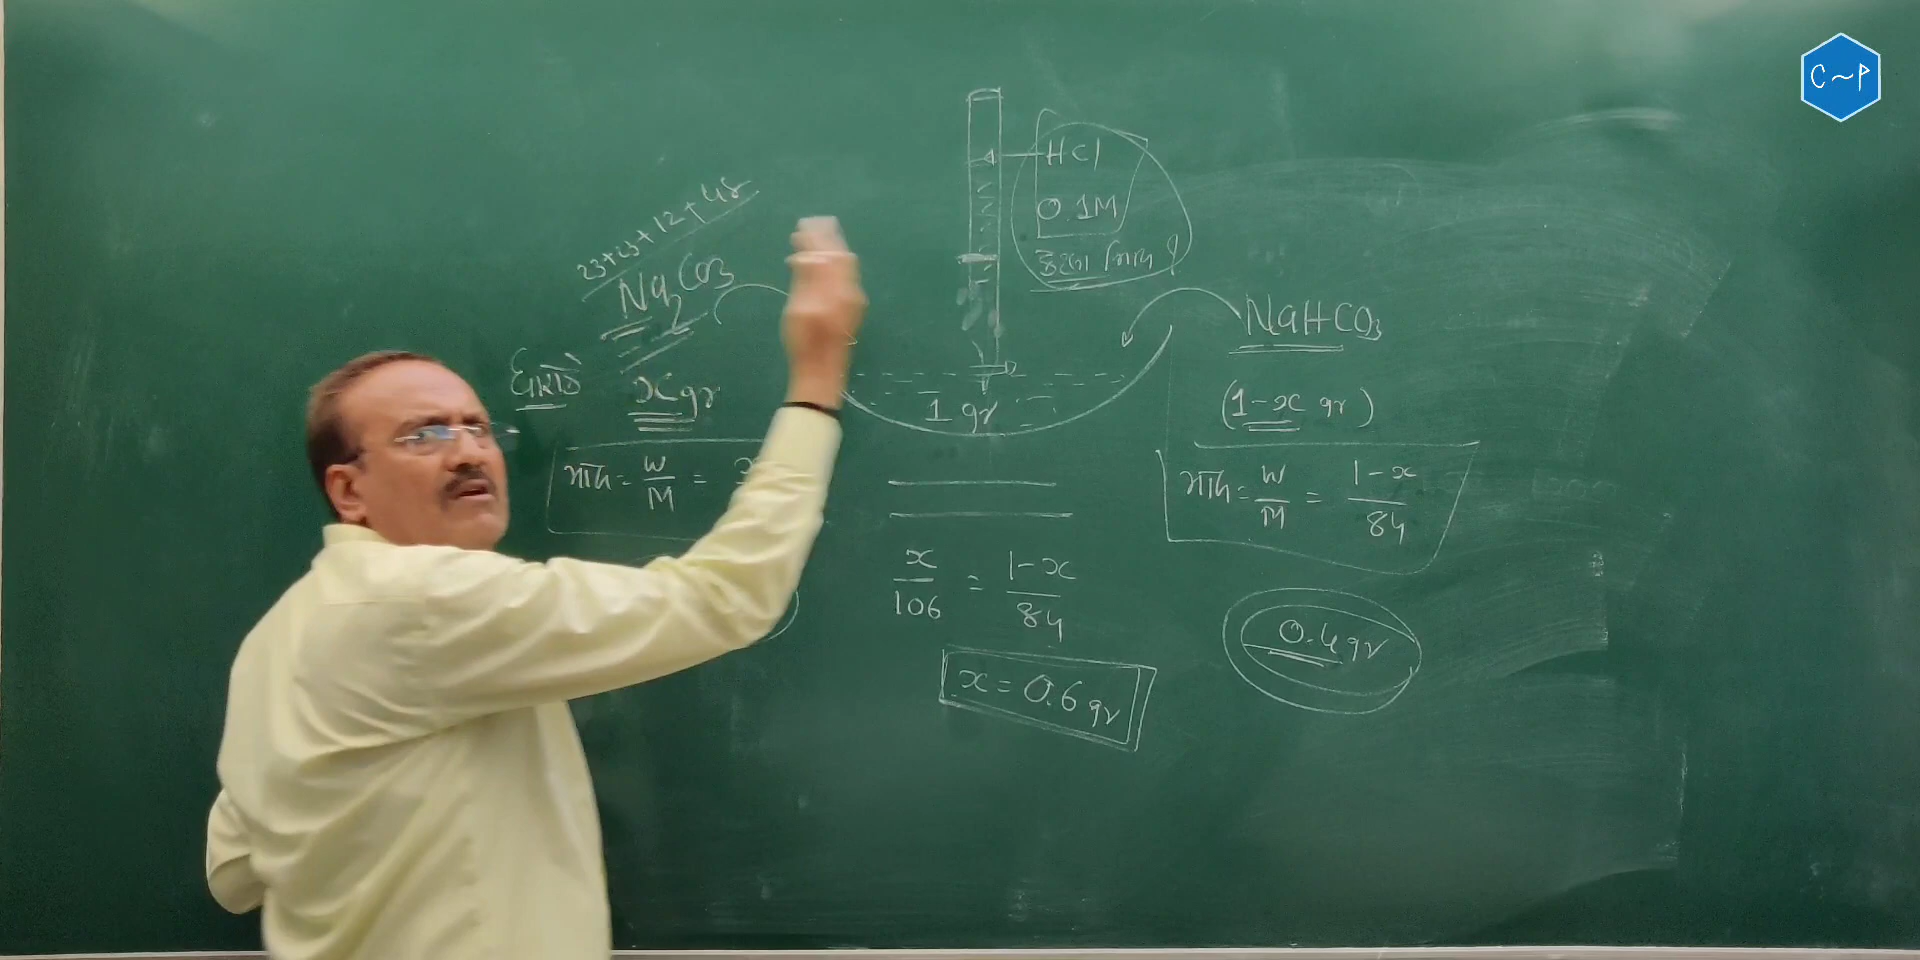 C~P
HCl
0.1M
23+23+12+48
Na2CO3
NaHCO3
x gr
1 gr
(1-x gr)
= W/M =
= W/M = 1-x/84
x/106 = 1-x/84
x = 0.6 gr
0.4 gr